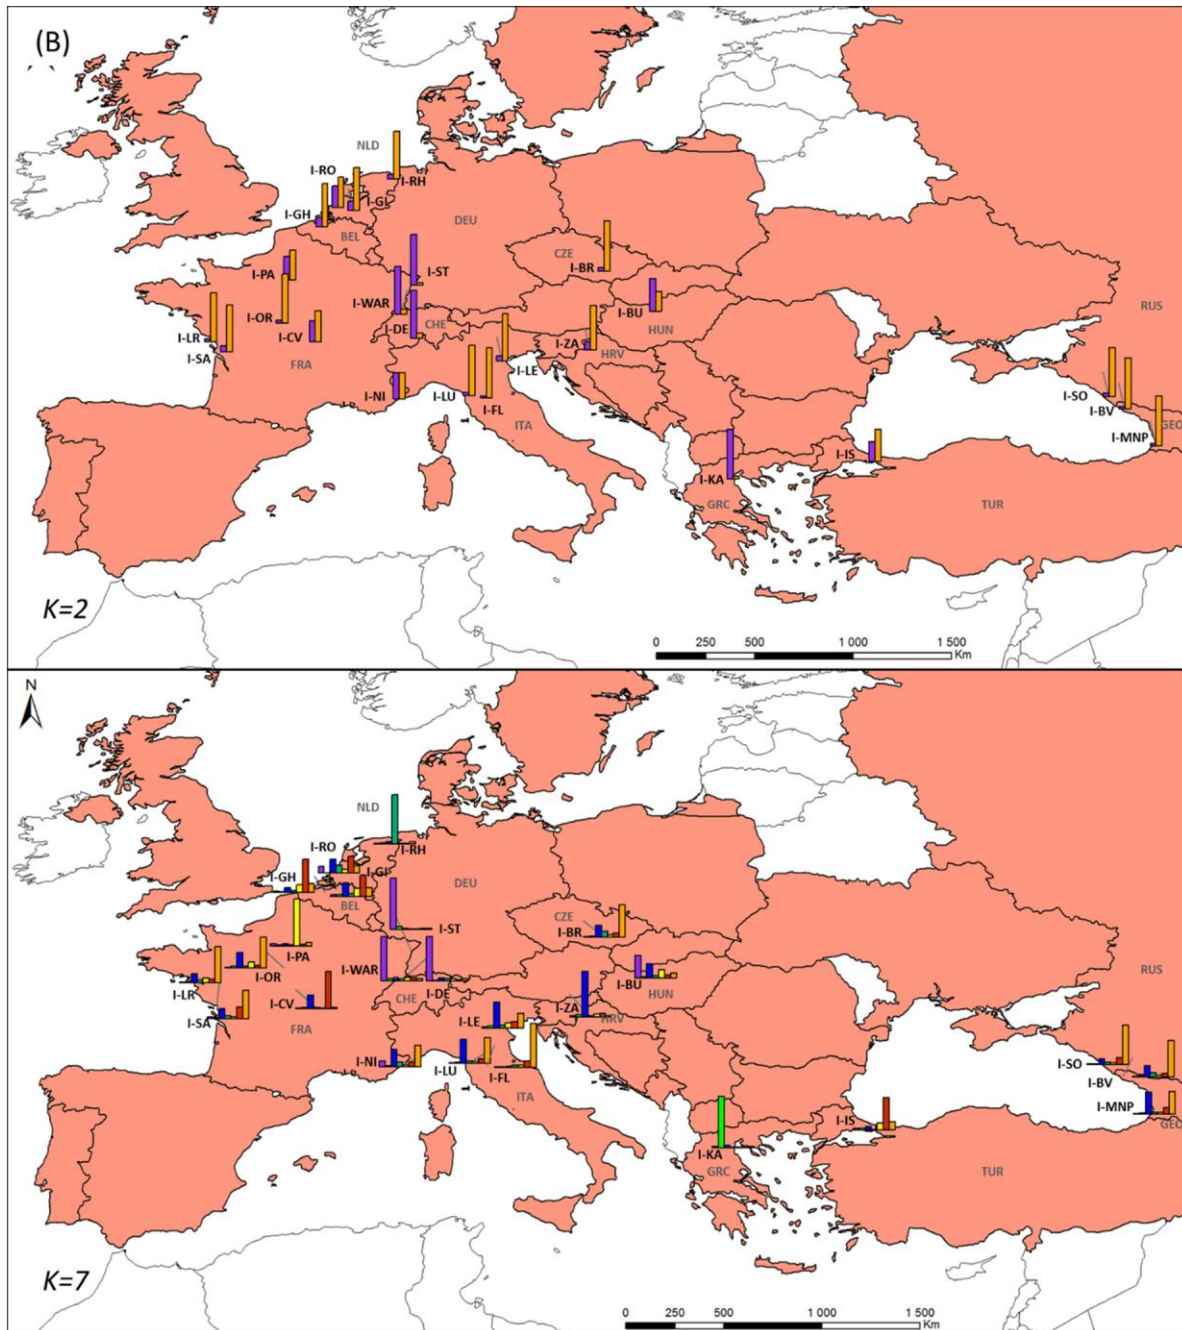 (B)
NLD
I-RO
I-RH
I-GL
I-GH
BEL
DEU
I-PA
I-ST
CZE
I-BR
I-WAR
I-OR
I-DE
CHE
I-BU
HUN
RUS
I-LR
I-CV
I-SA
FRA
I-ZA
HRV
I-LE
I-NI
I-LU
I-FL
ITA
I-SO
I-BV
GEO
I-MNP
I-IS
I-KA
GRC
TUR
K=2
0 250 500 1 000 1 500
Km
N
NLD
I-RO
I-RH
I-GH
I-GL
BEL
DEU
I-ST
CZE
I-BR
I-PA
I-WAR
I-OR
I-DE
I-BU
HUN
RUS
I-LR
I-CV
CHE
I-SA
FRA
I-ZA
HRV
I-LE
I-NI
I-LU
I-FL
ITA
I-SO
I-BV
I-MNP
GEO
I-IS
I-KA
GRC
TUR
K=7
0 250 500 1 000 1 500
Km